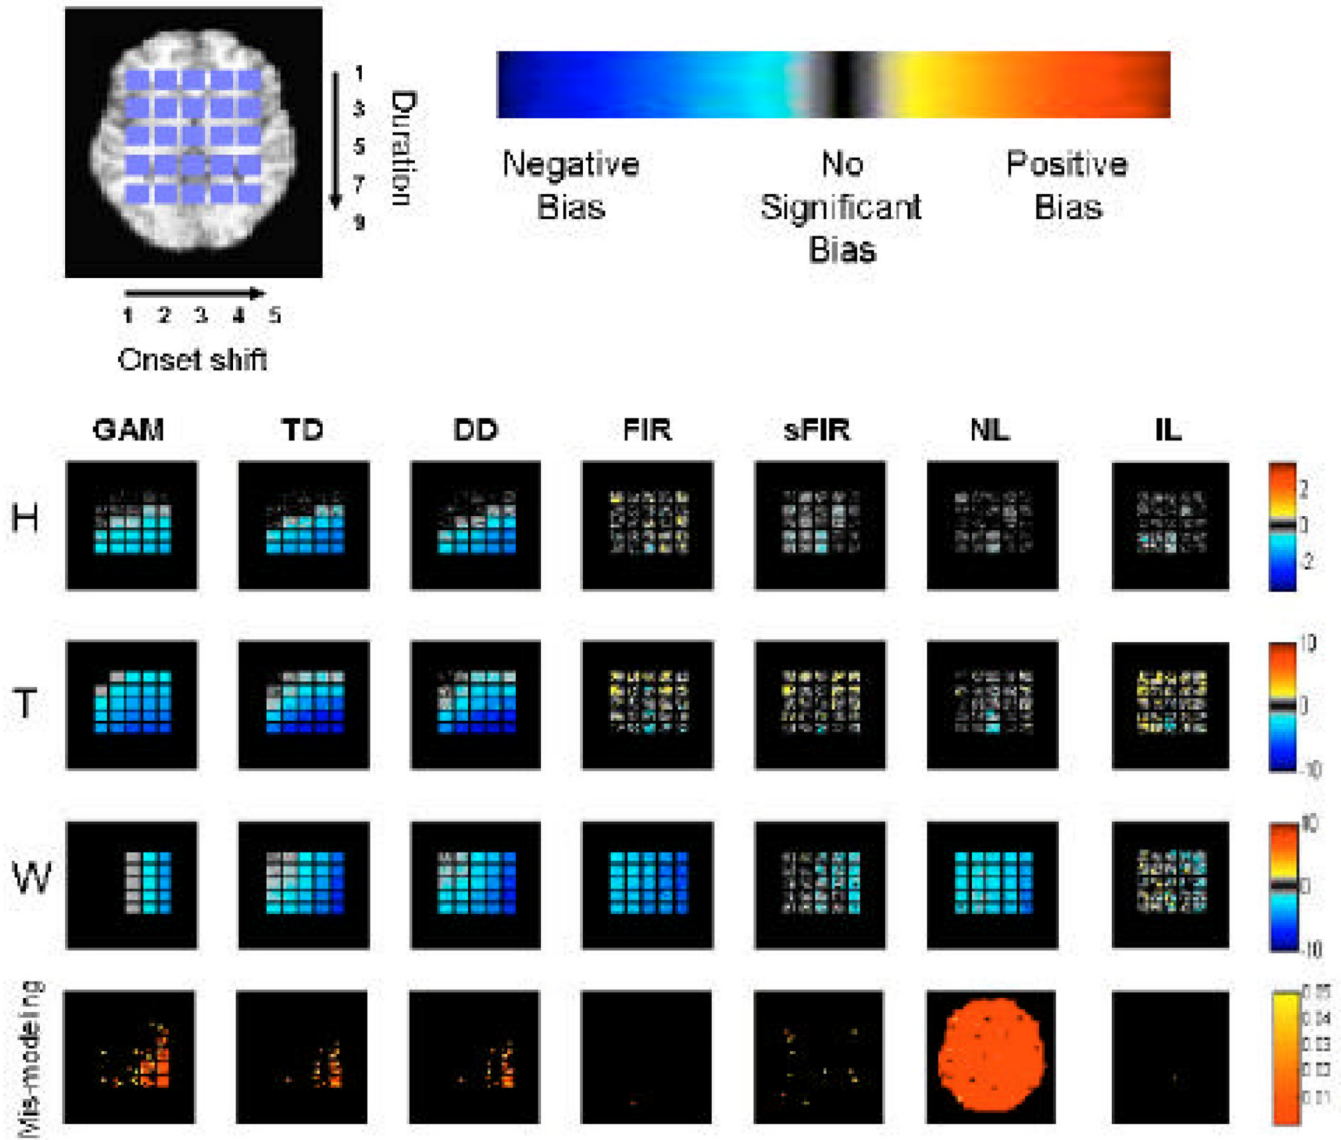 1
3
5
7
9
Duration
1 2 3 4 5
Onset shift
Negative
Bias
No
Significant
Bias
Positive
Bias
GAM TD DD FIR sFIR NL IL
H
2
0
-2
T
10
0
-10
W
10
0
-10
Mis-modeling
0.05
0.04
0.03
0.02
0.01